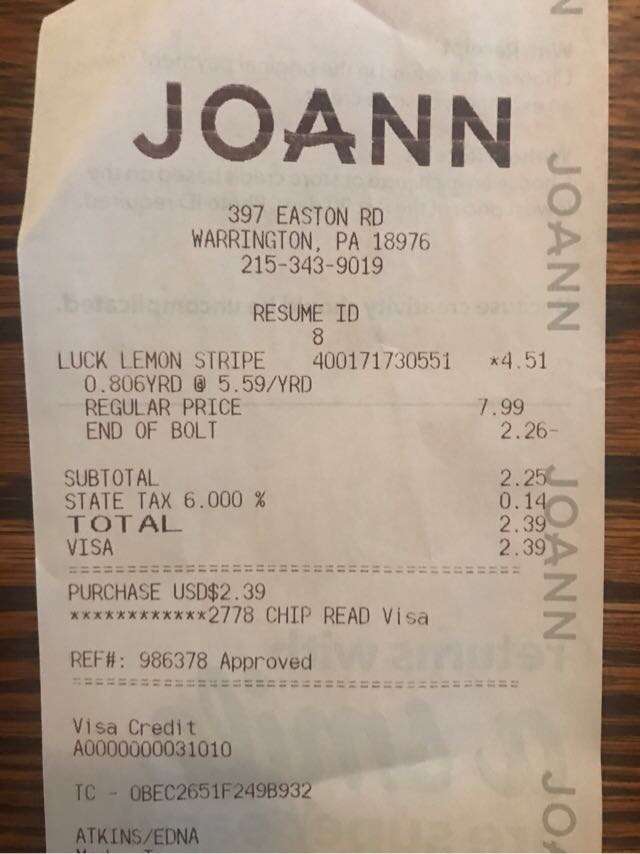 JOANN
397 EASTON RD
WARRINGTON, PA 18976
215-343-9019
RESUME ID
8
LUCK LEMON STRIPE 400171730551 *4.51
0.806YRD @ 5.59/YRD
REGULAR PRICE 7.99
END OF BOLT 2.26-
SUBTOTAL 2.25
STATE TAX 6.000 % 0.14
TOTAL 2.39
VISA 2.39
==========================================
PURCHASE USD$2.39
************2778 CHIP READ Visa
REF#: 986378 Approved
==========================================
Visa Credit
A0000000031010
TC - 0BEC2651F249B932
ATKINS/EDNA
JOANN
JOANN
JO